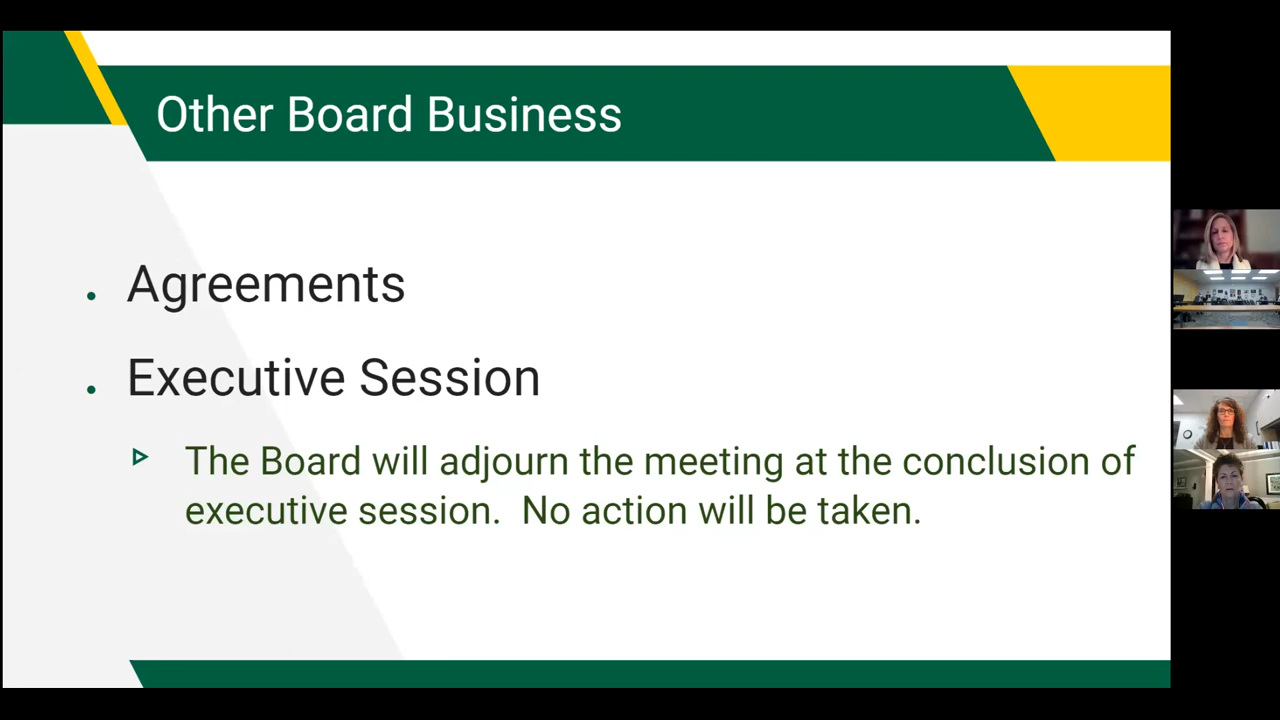 Other Board Business
. Agreements
. Executive Session
The Board will adjourn the meeting at the conclusion of
executive session.  No action will be taken.